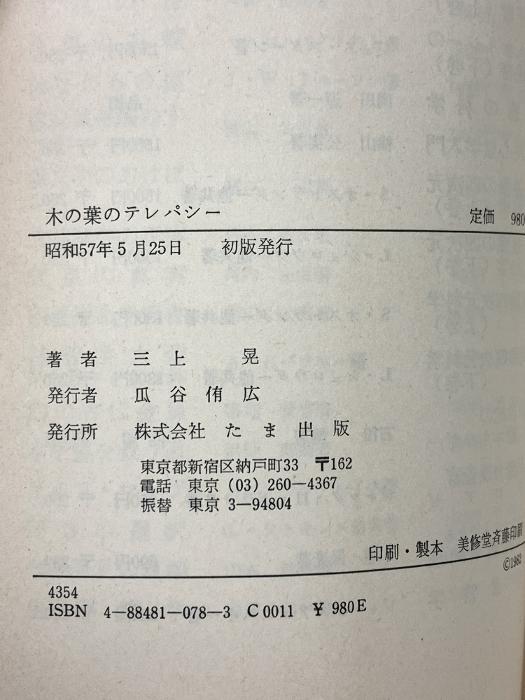 木の葉のテレパシー 定価 980
昭和57年5月25日 初版発行
著者 三上 晃
発行者 瓜谷侑広
発行所 株式会社 たま出版
東京都新宿区納戸町33 〒162
電話 東京 (03) 260-4367
振替 東京 3-94804
印刷・製本 美修堂斉藤印刷
©1982
4354
ISBN 4-88481-078-3 C0011 ¥980E